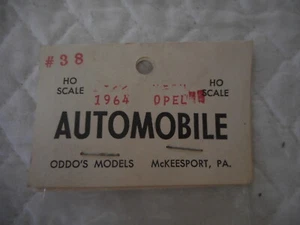 #38
HO SCALE
HO SCALE
1964 OPEL
AUTOMOBILE
ODDO'S MODELS McKEESPORT, PA.